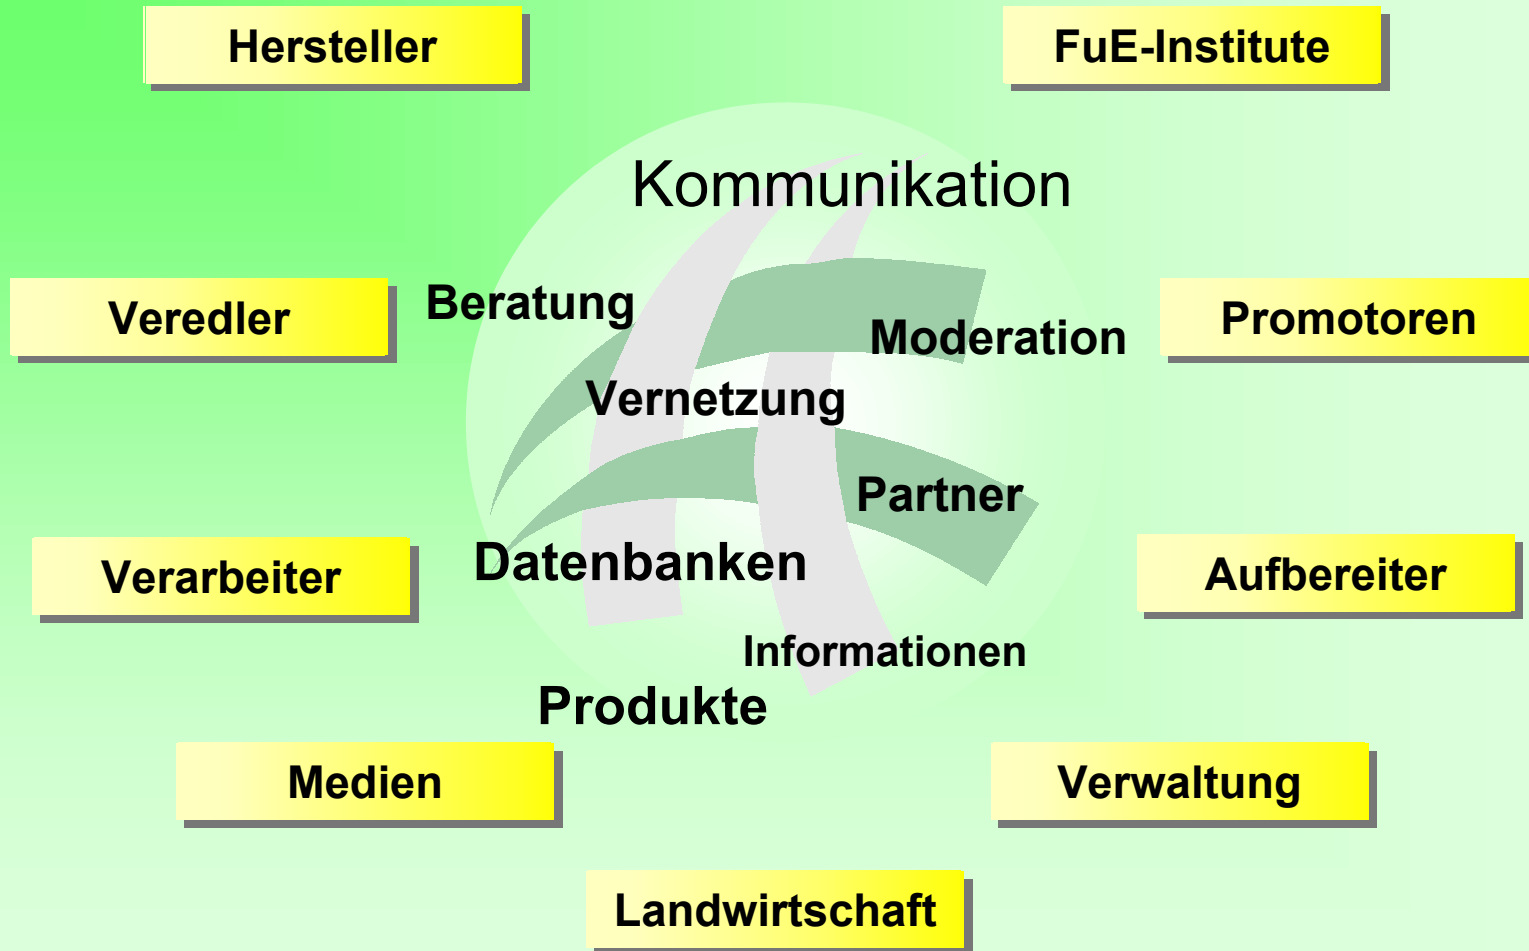 Hersteller
FuE-Institute
Kommunikation
Veredler
Beratung
Moderation
Promotoren
Vernetzung
Partner
Verarbeiter
Datenbanken
Aufbereiter
Informationen
Produkte
Medien
Verwaltung
Landwirtschaft